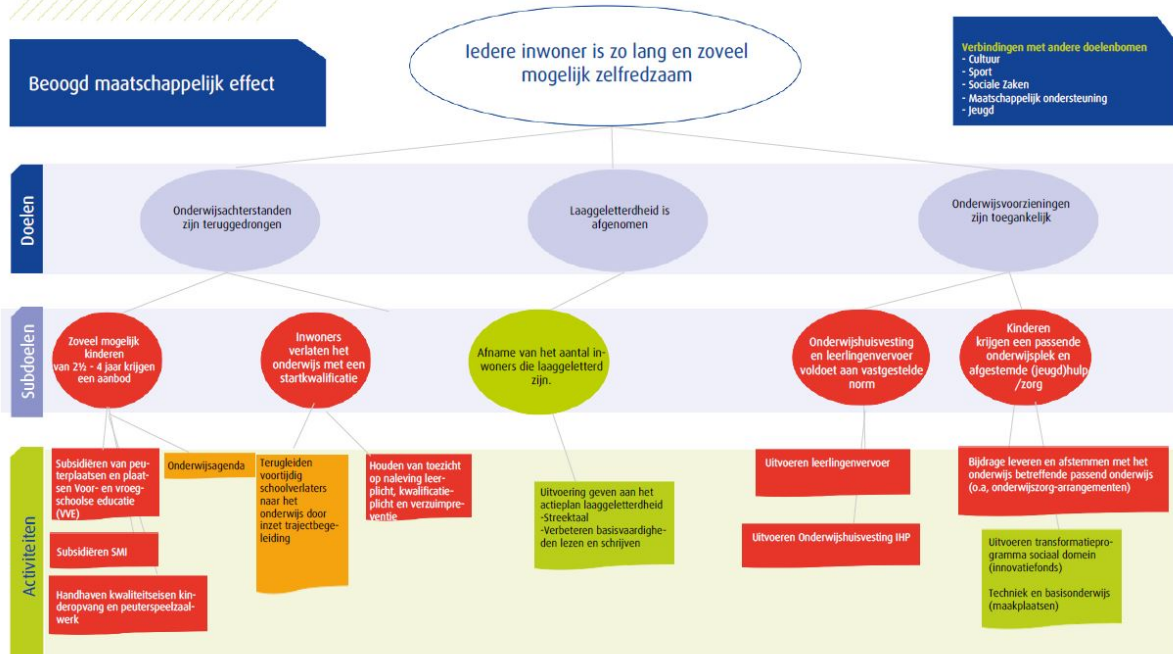 Beoogd maatschappelijk effect
Iedere inwoner is zo lang en zoveel
mogelijk zelfredzaam
Verbindingen met andere doelenbomen
- Cultuur
- Sport
- Sociale Zaken
- Maatschappelijk ondersteuning
- Jeugd
Doelen
Onderwijsachterstanden
zijn teruggedrongen
Laaggeletterdheid is
afgenomen
Onderwijsvoorzieningen
zijn toegankelijk
Subdoelen
Zoveel mogelijk
kinderen
van 2½ - 4 jaar krijgen
een aanbod
Inwoners
verlaten het
onderwijs met een
startkwalificatie
Afname van het aantal in-
woners die laaggeletterd
zijn.
Onderwijshuisvesting
en leerlingenvervoer
voldoet aan vastgestelde
norm
Kinderen
krijgen een passende
onderwijsplek en
afgestemde (jeugd)hulp
/zorg
Activiteiten
Subsidiëren van peu-
terplaatsen en plaat-
sen Voor- en vroeg-
schoolse educatie
(VVE)
Subsidiëren SMI
Handhaven kwaliteitseisen kin-
deropvang en peuterspeelzaal-
werk
Onderwijsagenda
Terugleiden
voortijdig
schoolverlaters
naar het
onderwijs door
inzet trajectbege-
leiding
Houden van toezicht
op naleving leer-
plicht, kwalificatie-
plicht en verzuimpre-
ventie
Uitvoering geven aan het
actieplan laaggeletterdheid
-Streektaal
-Verbeteren basisvaardighe-
den lezen en schrijven
Uitvoeren leerlingenvervoer
Uitvoeren Onderwijshuisvesting IHP
Bijdrage leveren en afstemmen met het
onderwijs betreffende passend onderwijs
(o.a, onderwijszorg-arrangementen)
Uitvoeren transformatiepro-
gramma sociaal domein
(innovatiefonds)
Techniek en basisonderwijs
(maakplaatsen)